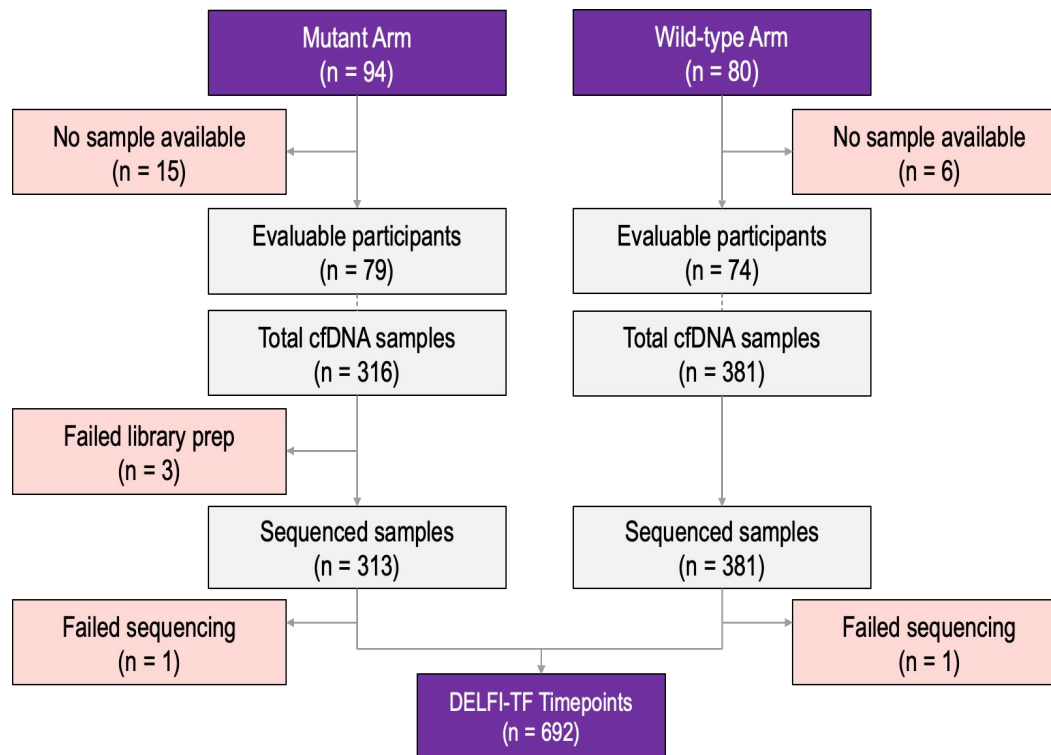 Mutant Arm
(n = 94)
Wild-type Arm
(n = 80)
No sample available
(n = 15)
No sample available
(n = 6)
Evaluable participants
(n = 79)
Evaluable participants
(n = 74)
Total cfDNA samples
(n = 316)
Total cfDNA samples
(n = 381)
Failed library prep
(n = 3)
Sequenced samples
(n = 313)
Sequenced samples
(n = 381)
Failed sequencing
(n = 1)
Failed sequencing
(n = 1)
DELFI-TF Timepoints
(n = 692)